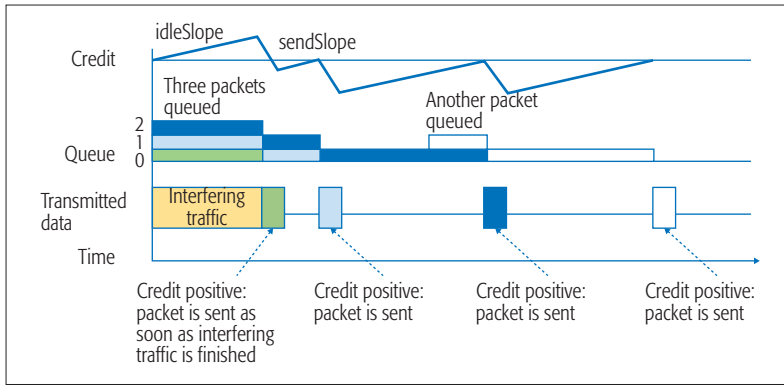 idleSlope
sendSlope
Credit
Three packets
queued
Another packet
queued
2
1
0
Queue
Interfering
traffic
Transmitted
data
Time
Credit positive:
packet is sent as
soon as interfering
traffic is finished
Credit positive:
packet is sent
Credit positive:
packet is sent
Credit positive:
packet is sent